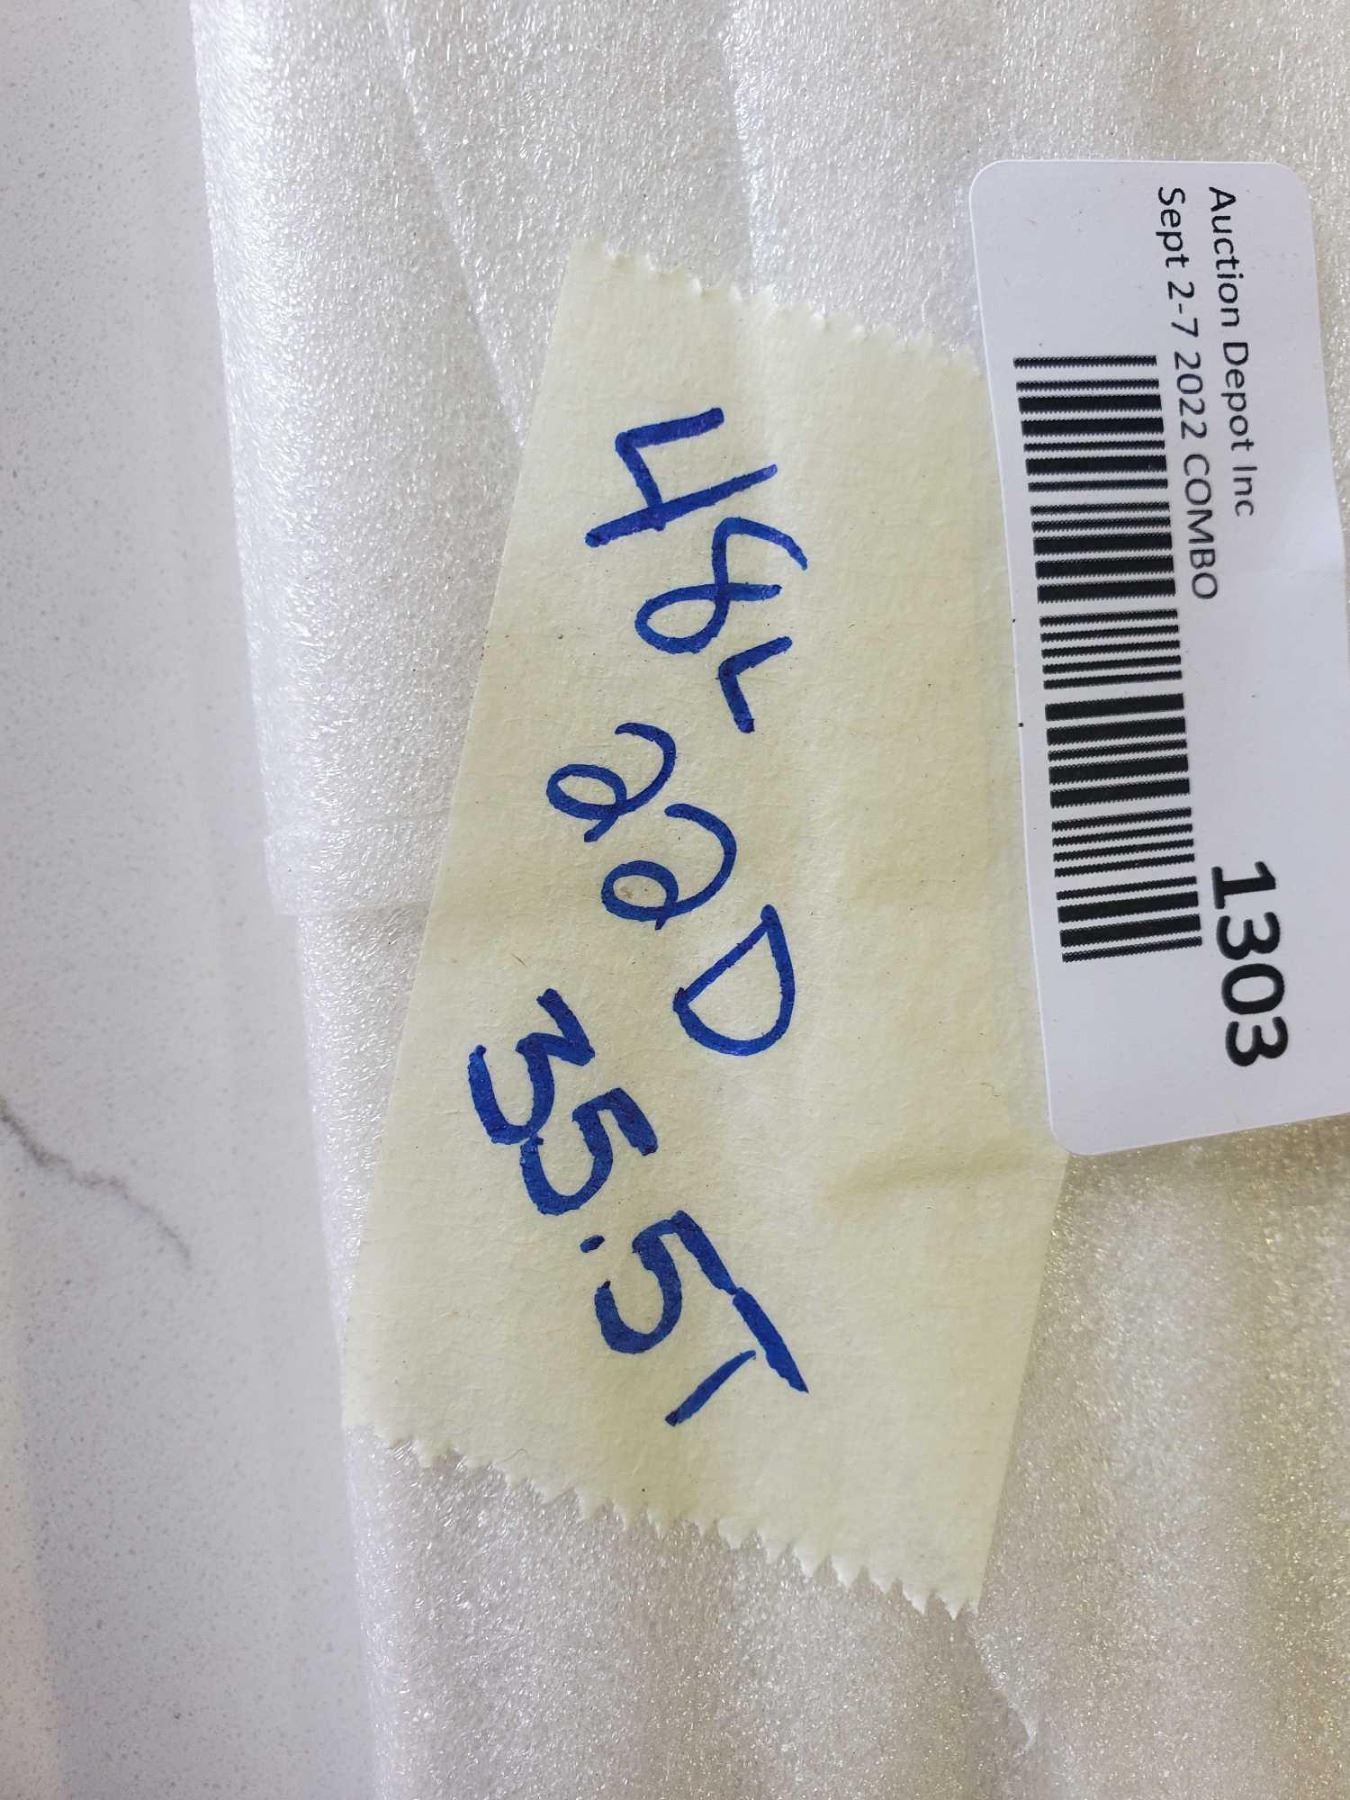 Auction Depot Inc
Sept 2-7 2022 COMBO
1303
48L
22D
35.5T